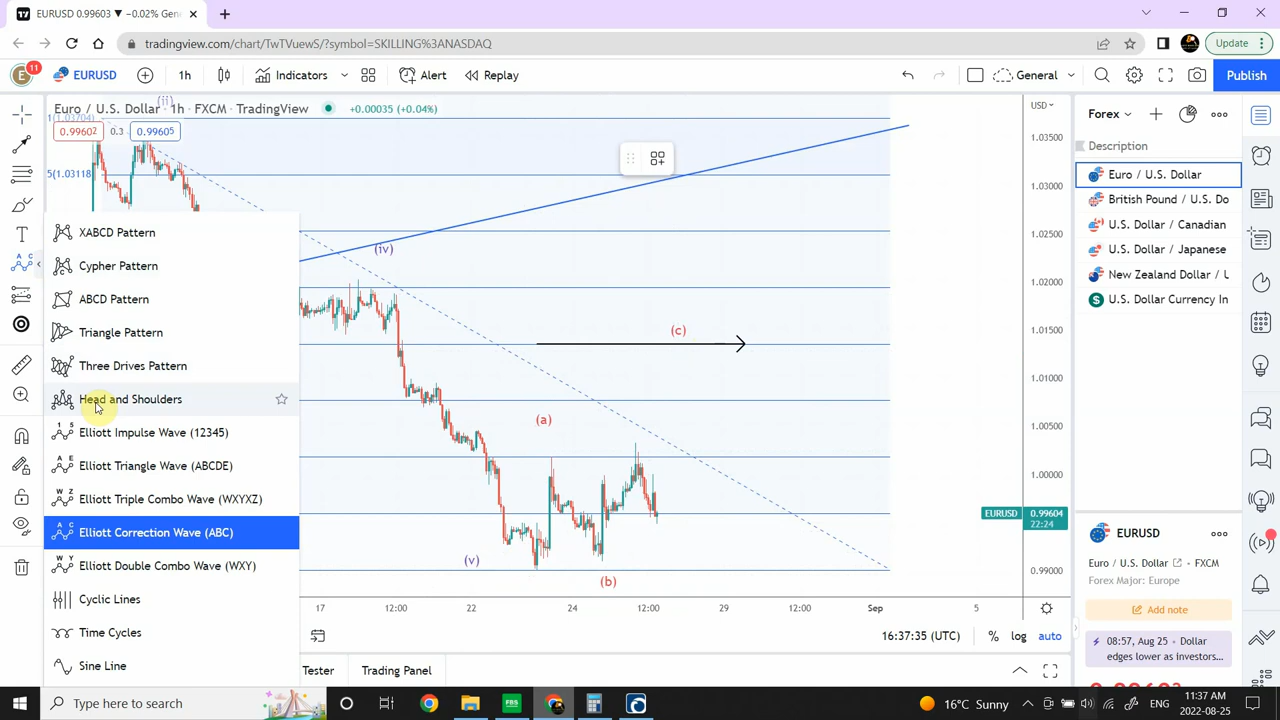 EURUSD 0.99603 ▼ −0.02% Gene
tradingview.com/chart/TwTVuewS/?symbol=SKILLING%3ANASDAQ
Update
E
11
EURUSD
1h
Indicators
Alert
Replay
General
Publish
Euro / U.S. Dollar · 1h · FXCM · TradingView
+0.00035 (+0.04%)
USD
Forex
(ii)
1(1.03704)
0.99602
0.3
0.99605
1.03500
Description
5(1.03118)
Euro / U.S. Dollar
1.03000
British Pound / U.S. Do
XABCD Pattern
(iv)
1.02500
U.S. Dollar / Canadian
U.S. Dollar / Japanese
Cypher Pattern
New Zealand Dollar / U
1.02000
ABCD Pattern
U.S. Dollar Currency In
Triangle Pattern
(c)
1.01500
Three Drives Pattern
1.01000
Head and Shoulders
(a)
1.00500
Elliott Impulse Wave (12345)
Elliott Triangle Wave (ABCDE)
1.00000
Elliott Triple Combo Wave (WXYXZ)
EURUSD
0.99604
22:24
Elliott Correction Wave (ABC)
EURUSD
(v)
(b)
0.99000
Elliott Double Combo Wave (WXY)
Euro / U.S. Dollar
FXCM
Forex Major: Europe
Cyclic Lines
17
12:00
22
24
12:00
29
12:00
Sep
5
Add note
Time Cycles
16:37:35 (UTC)
%
log
auto
08:57, Aug 25 · Dollar
edges lower as investors...
Sine Line
Tester
Trading Panel
Type here to search
FBS
16°C Sunny
ENG
11:37 AM
2022-08-25